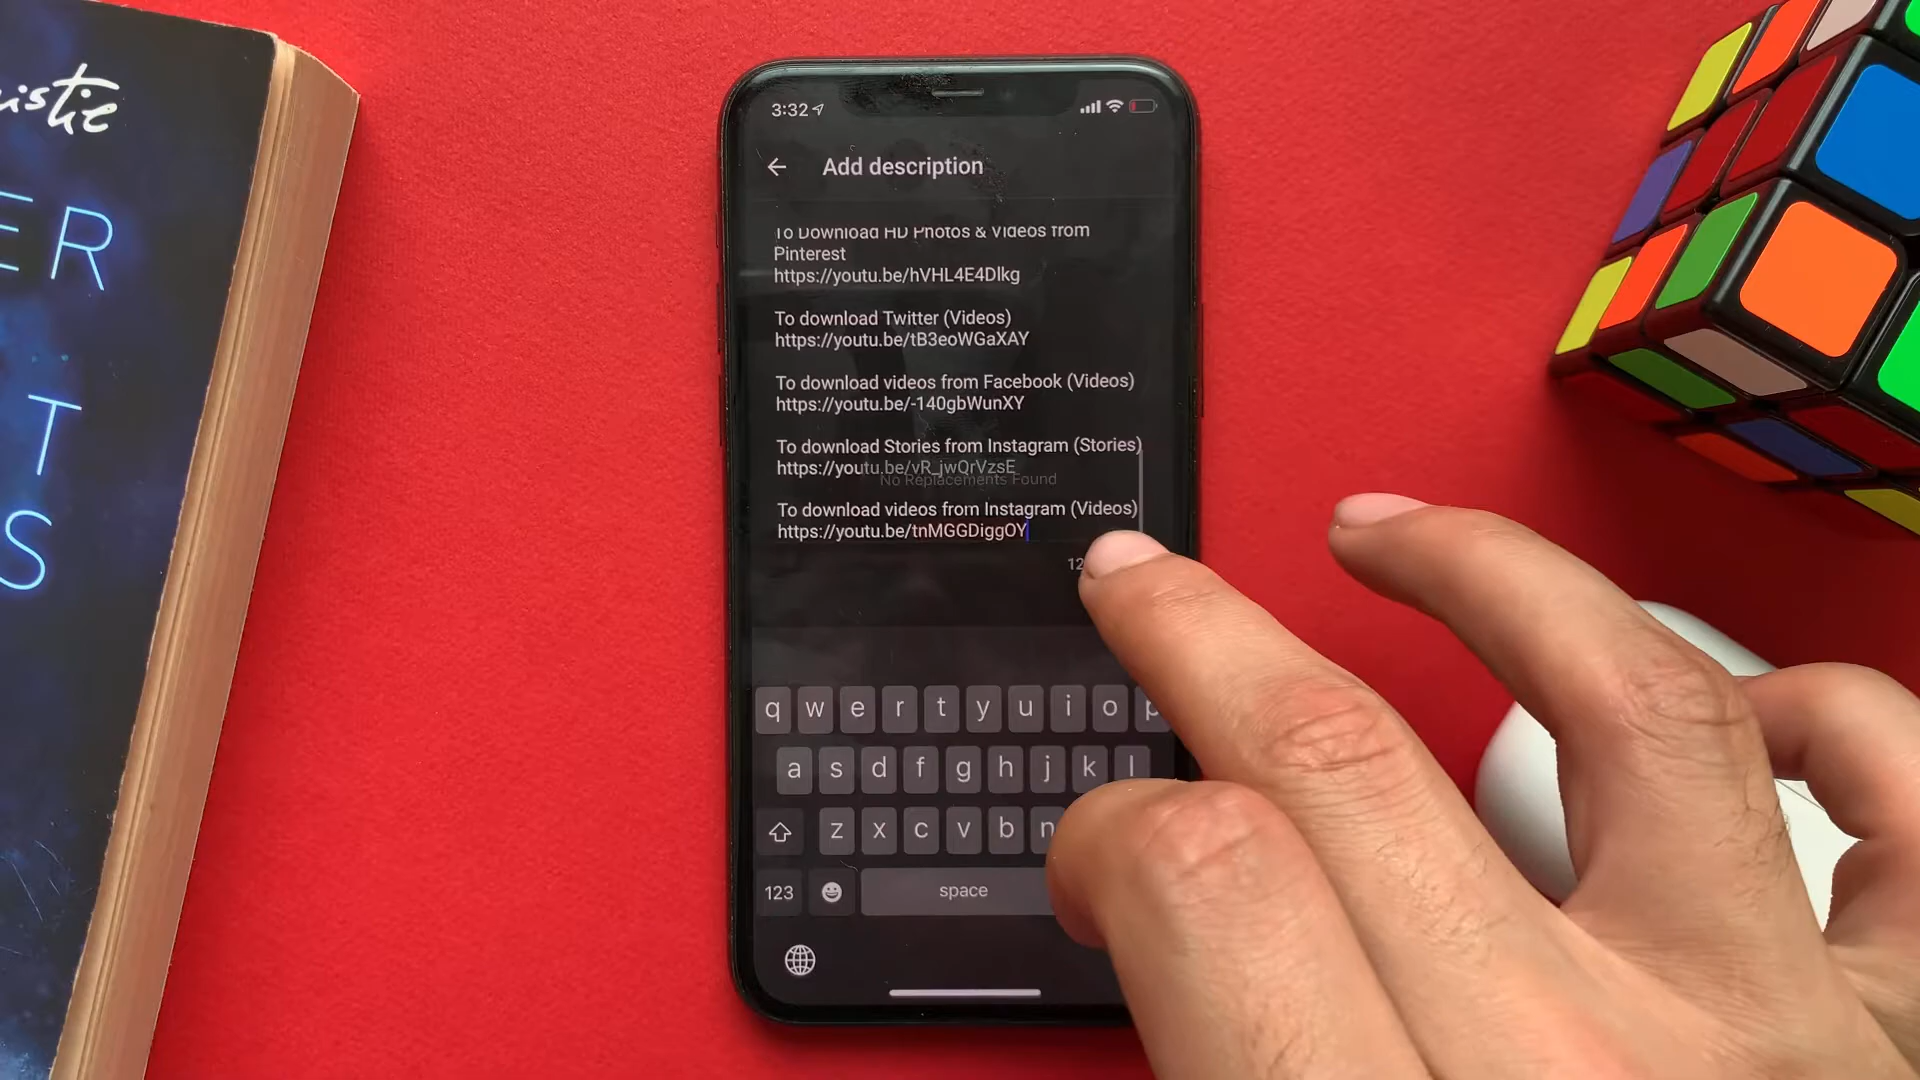 ER
T
S
3:32
Add description
To Download HD Photos & Videos from
Pinterest
https://youtu.be/hVHL4E4Dlkg
To download Twitter (Videos)
https://youtu.be/tB3eoWGaXAY
To download videos from Facebook (Videos)
https://youtu.be/-140gbWunXY
To download Stories from Instagram (Stories)
https://youtu.be/vR_jwQrVzsE
No Replacements Found
To download videos from Instagram (Videos)
https://youtu.be/tnMGGDiggOY
12
q w e r t y u i o p
a s d f g h j k l
z x c v b n
123 space